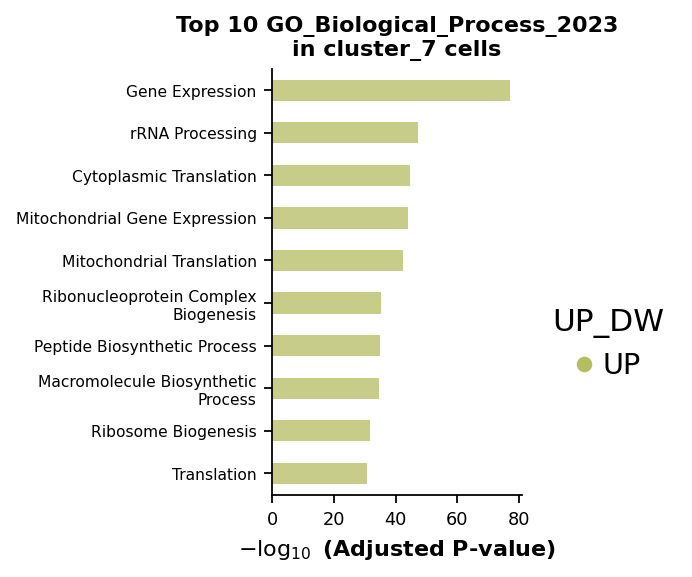 Top 10 GO_Biological_Process_2023
in cluster_7 cells
Gene Expression
rRNA Processing
Cytoplasmic Translation
Mitochondrial Gene Expression
Mitochondrial Translation
Ribonucleoprotein Complex
Biogenesis
Peptide Biosynthetic Process
Macromolecule Biosynthetic
Process
Ribosome Biogenesis
Translation
0 20 40 60 80
−log₁₀ (Adjusted P-value)
UP_DW
UP